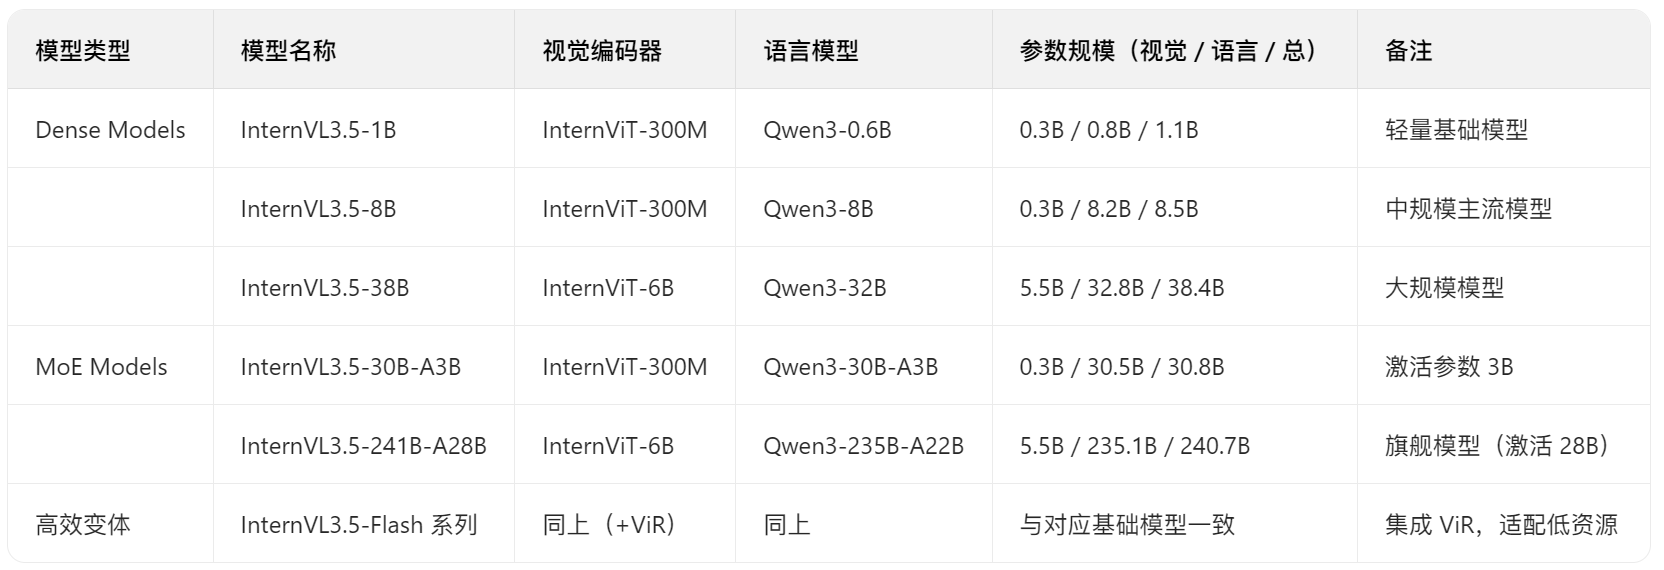 模型类型 模型名称 视觉编码器 语言模型 参数规模（视觉 / 语言 / 总） 备注
Dense Models InternVL3.5-1B InternViT-300M Qwen3-0.6B 0.3B / 0.8B / 1.1B 轻量基础模型
InternVL3.5-8B InternViT-300M Qwen3-8B 0.3B / 8.2B / 8.5B 中规模主流模型
InternVL3.5-38B InternViT-6B Qwen3-32B 5.5B / 32.8B / 38.4B 大规模模型
MoE Models InternVL3.5-30B-A3B InternViT-300M Qwen3-30B-A3B 0.3B / 30.5B / 30.8B 激活参数 3B
InternVL3.5-241B-A28B InternViT-6B Qwen3-235B-A22B 5.5B / 235.1B / 240.7B 旗舰模型（激活 28B）
高效变体 InternVL3.5-Flash 系列 同上（+ViR） 同上 与对应基础模型一致 集成 ViR，适配低资源